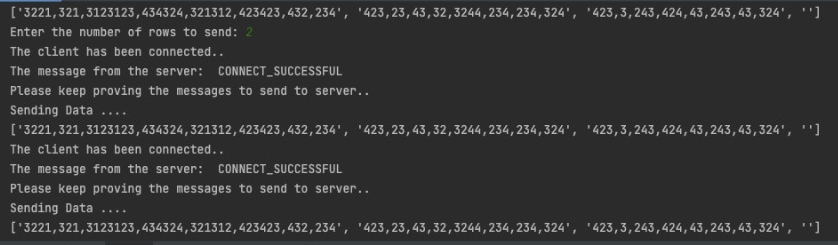 ['3221,321,3123123,434324,321312,423423,432,234', '423,23,43,32,3244,234,234,324', '423,3,243,424,43,243,43,324', '']
Enter the number of rows to send: 2
The client has been connected..
The message from the server:  CONNECT_SUCCESSFUL
Please keep proving the messages to send to server..
Sending Data ....
['3221,321,3123123,434324,321312,423423,432,234', '423,23,43,32,3244,234,234,324', '423,3,243,424,43,243,43,324', '']
The client has been connected..
The message from the server:  CONNECT_SUCCESSFUL
Please keep proving the messages to send to server..
Sending Data ....
['3221,321,3123123,434324,321312,423423,432,234', '423,23,43,32,3244,234,234,324', '423,3,243,424,43,243,43,324', '']